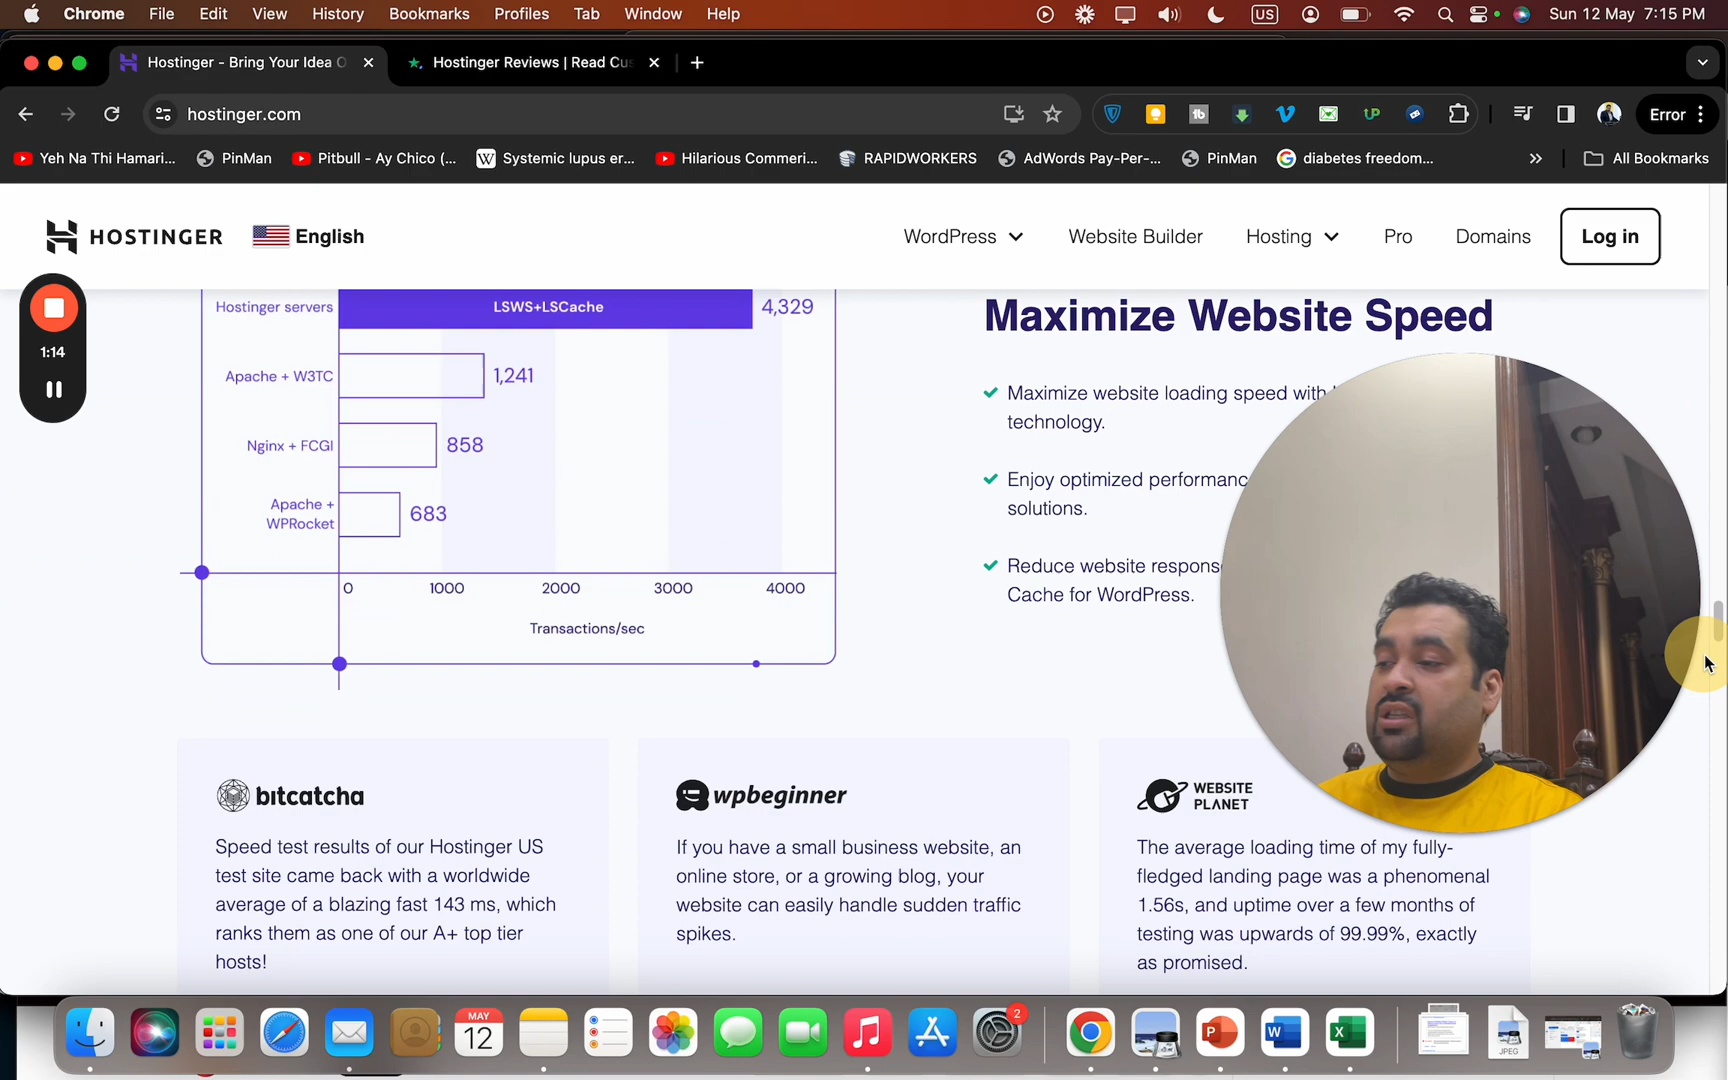 Chrome File Edit View History Bookmarks Profiles Tab Window Help US Sun 12 May 7:15 PM
Hostinger - Bring Your Idea O Hostinger Reviews | Read Cus
hostinger.com Error
Yeh Na Thi Hamari... PinMan Pitbull - Ay Chico (... Systemic lupus er... Hilarious Commeri... RAPIDWORKERS AdWords Pay-Per-... PinMan diabetes freedom... » All Bookmarks
HOSTINGER English WordPress Website Builder Hosting Pro Domains Log in
1:14
Hostinger servers LSWS+LSCache 4,329
Apache + W3TC 1,241
Nginx + FCGI 858
Apache +
WPRocket 683
0 1000 2000 3000 4000
Transactions/sec
Maximize Website Speed
Maximize website loading speed with
technology.
Enjoy optimized performanc
solutions.
Reduce website respons
Cache for WordPress.
bitcatcha
Speed test results of our Hostinger US
test site came back with a worldwide
average of a blazing fast 143 ms, which
ranks them as one of our A+ top tier
hosts!
wpbeginner
If you have a small business website, an
online store, or a growing blog, your
website can easily handle sudden traffic
spikes.
WEBSITE
PLANET
The average loading time of my fully-
fledged landing page was a phenomenal
1.56s, and uptime over a few months of
testing was upwards of 99.99%, exactly
as promised.
MAY
12
2
JPEG